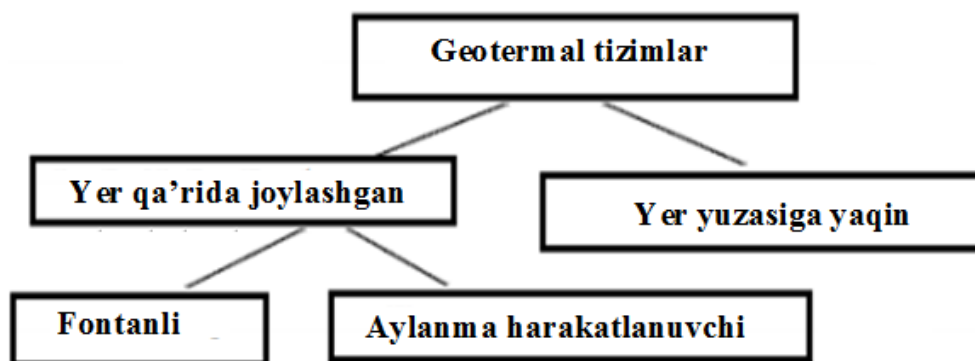 Geotermal tizimlar
Yer qa’rida joylashgan
Yer yuzasiga yaqin
Fontanli
Aylanma harakatlanuvchi